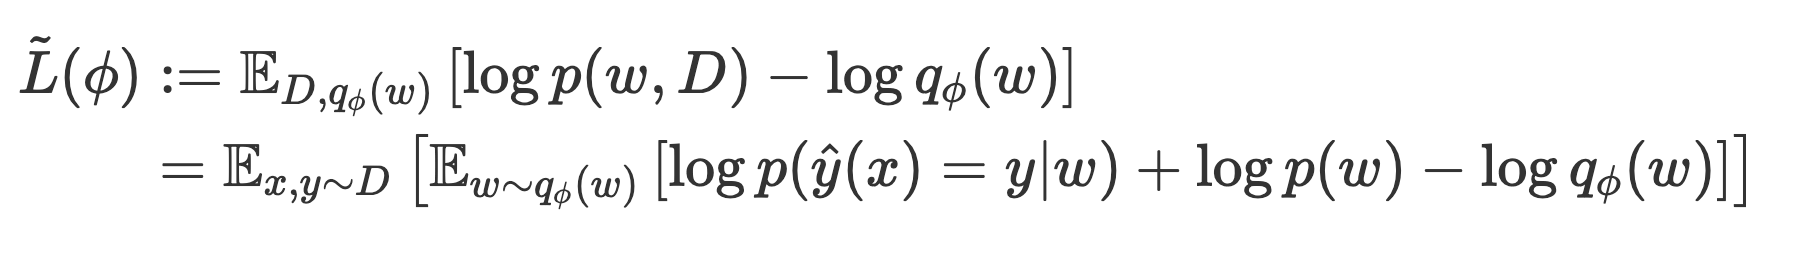 L̃(ϕ) := 𝔼_{D,q_ϕ(w)} [log p(w, D) − log q_ϕ(w)]
= 𝔼_{x,y∼D} [𝔼_{w∼q_ϕ(w)} [log p(ŷ(x) = y|w) + log p(w) − log q_ϕ(w)]]